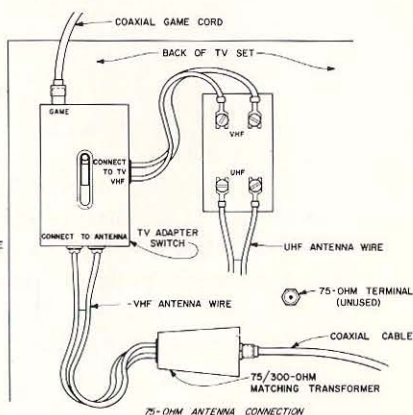 COAXIAL GAME CORD
BACK OF TV SET
GAME
VHF
CONNECT
TO TV
VHF
UHF
CONNECT TO ANTENNA
TV ADAPTER
SWITCH
UHF ANTENNA WIRE
E
75-OHM TERMINAL
(UNUSED)
-VHF ANTENNA WIRE
COAXIAL CABLE
75/300-OHM
MATCHING TRANSFORMER
75-OHM ANTENNA CONNECTION